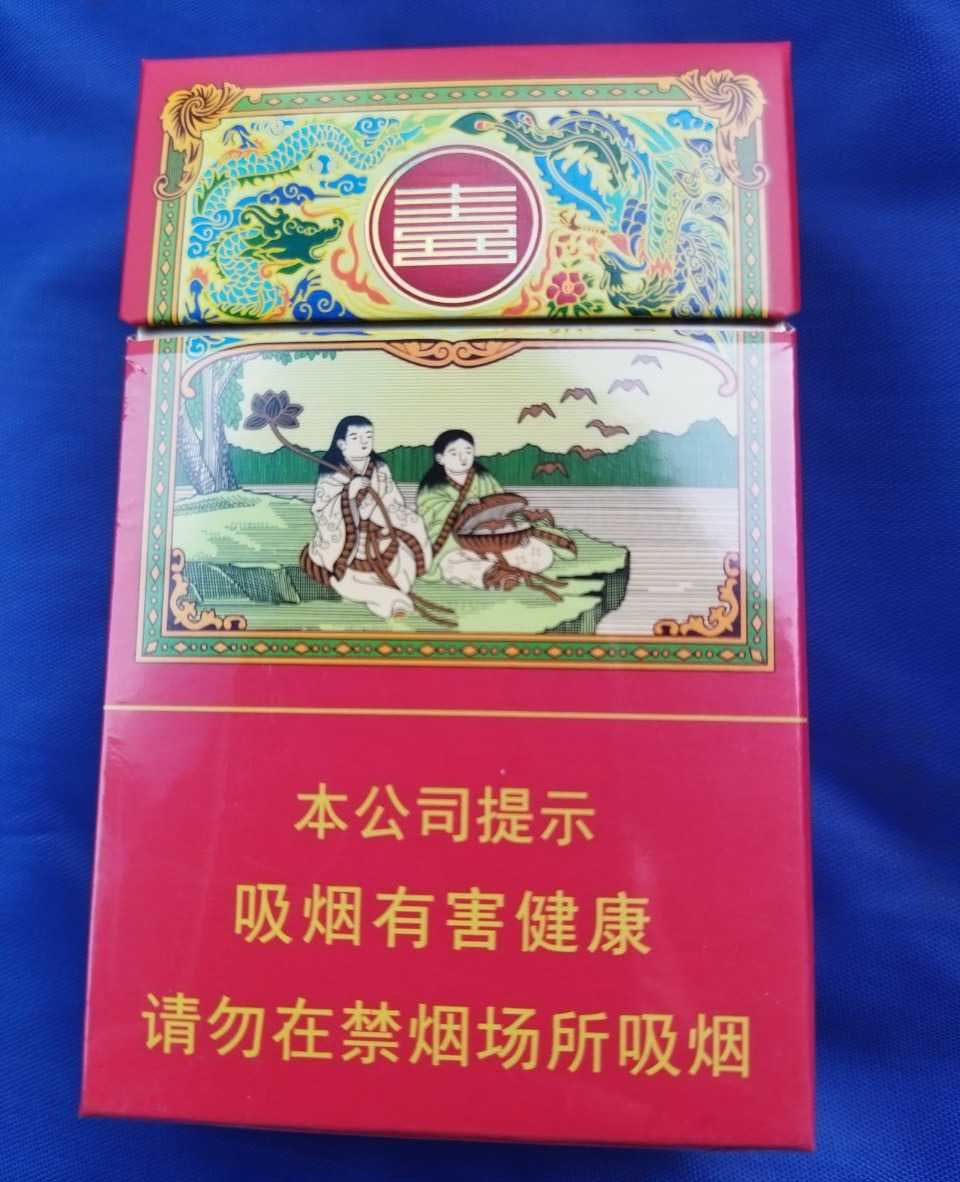 本公司提示
吸烟有害健康
请勿在禁烟场所吸烟